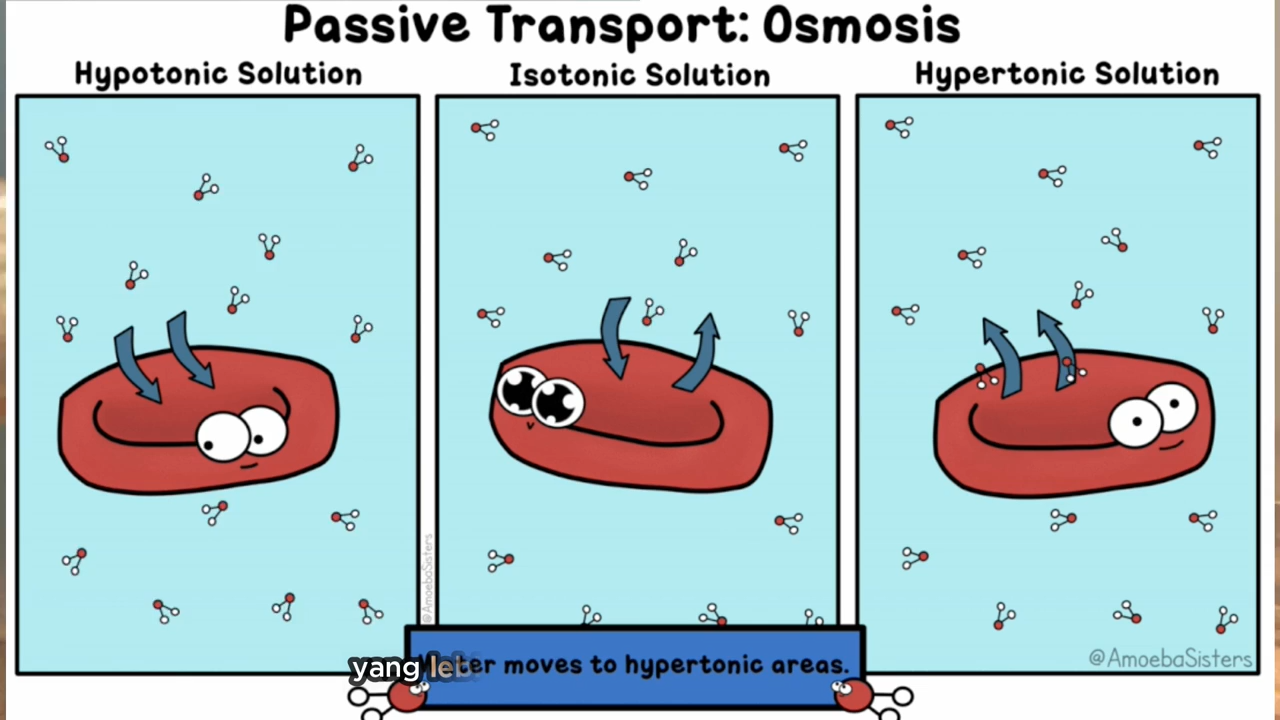 Passive Transport: Osmosis
Hypotonic Solution
Isotonic Solution
Hypertonic Solution
@AmoebaSisters
moves to hypertonic areas.
yang
@AmoebaSisters